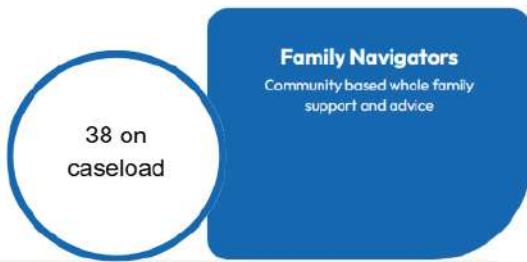 Family Navigators
Community based whole family
support and advice
38 on
caseload